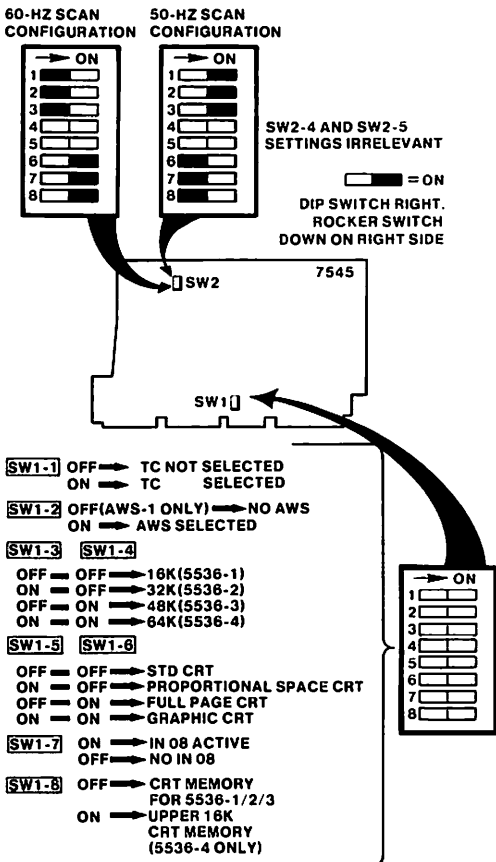 60-HZ SCAN CONFIGURATION
50-HZ SCAN CONFIGURATION
→ ON
1
2
3
4
5
6
7
8
→ ON
1
2
3
4
5
6
7
8
SW2-4 AND SW2-5
SETTINGS IRRELEVANT
= ON
DIP SWITCH RIGHT.
ROCKER SWITCH
DOWN ON RIGHT SIDE
SW2
7545
SW1
SW1-1 OFF → TC NOT SELECTED
ON → TC SELECTED
SW1-2 OFF(AWS-1 ONLY) → NO AWS
ON → AWS SELECTED
SW1-3 SW1-4
OFF — OFF → 16K(5536-1)
ON — OFF → 32K(5536-2)
OFF — ON → 48K(5536-3)
ON — ON → 64K(5536-4)
SW1-5 SW1-6
OFF — OFF → STD CRT
ON — OFF → PROPORTIONAL SPACE CRT
OFF — ON → FULL PAGE CRT
ON — ON → GRAPHIC CRT
SW1-7 ON → IN 08 ACTIVE
OFF → NO IN 08
SW1-8 OFF → CRT MEMORY
FOR 5536-1/2/3
ON → UPPER 16K
CRT MEMORY
(5536-4 ONLY)
→ ON
1
2
3
4
5
6
7
8